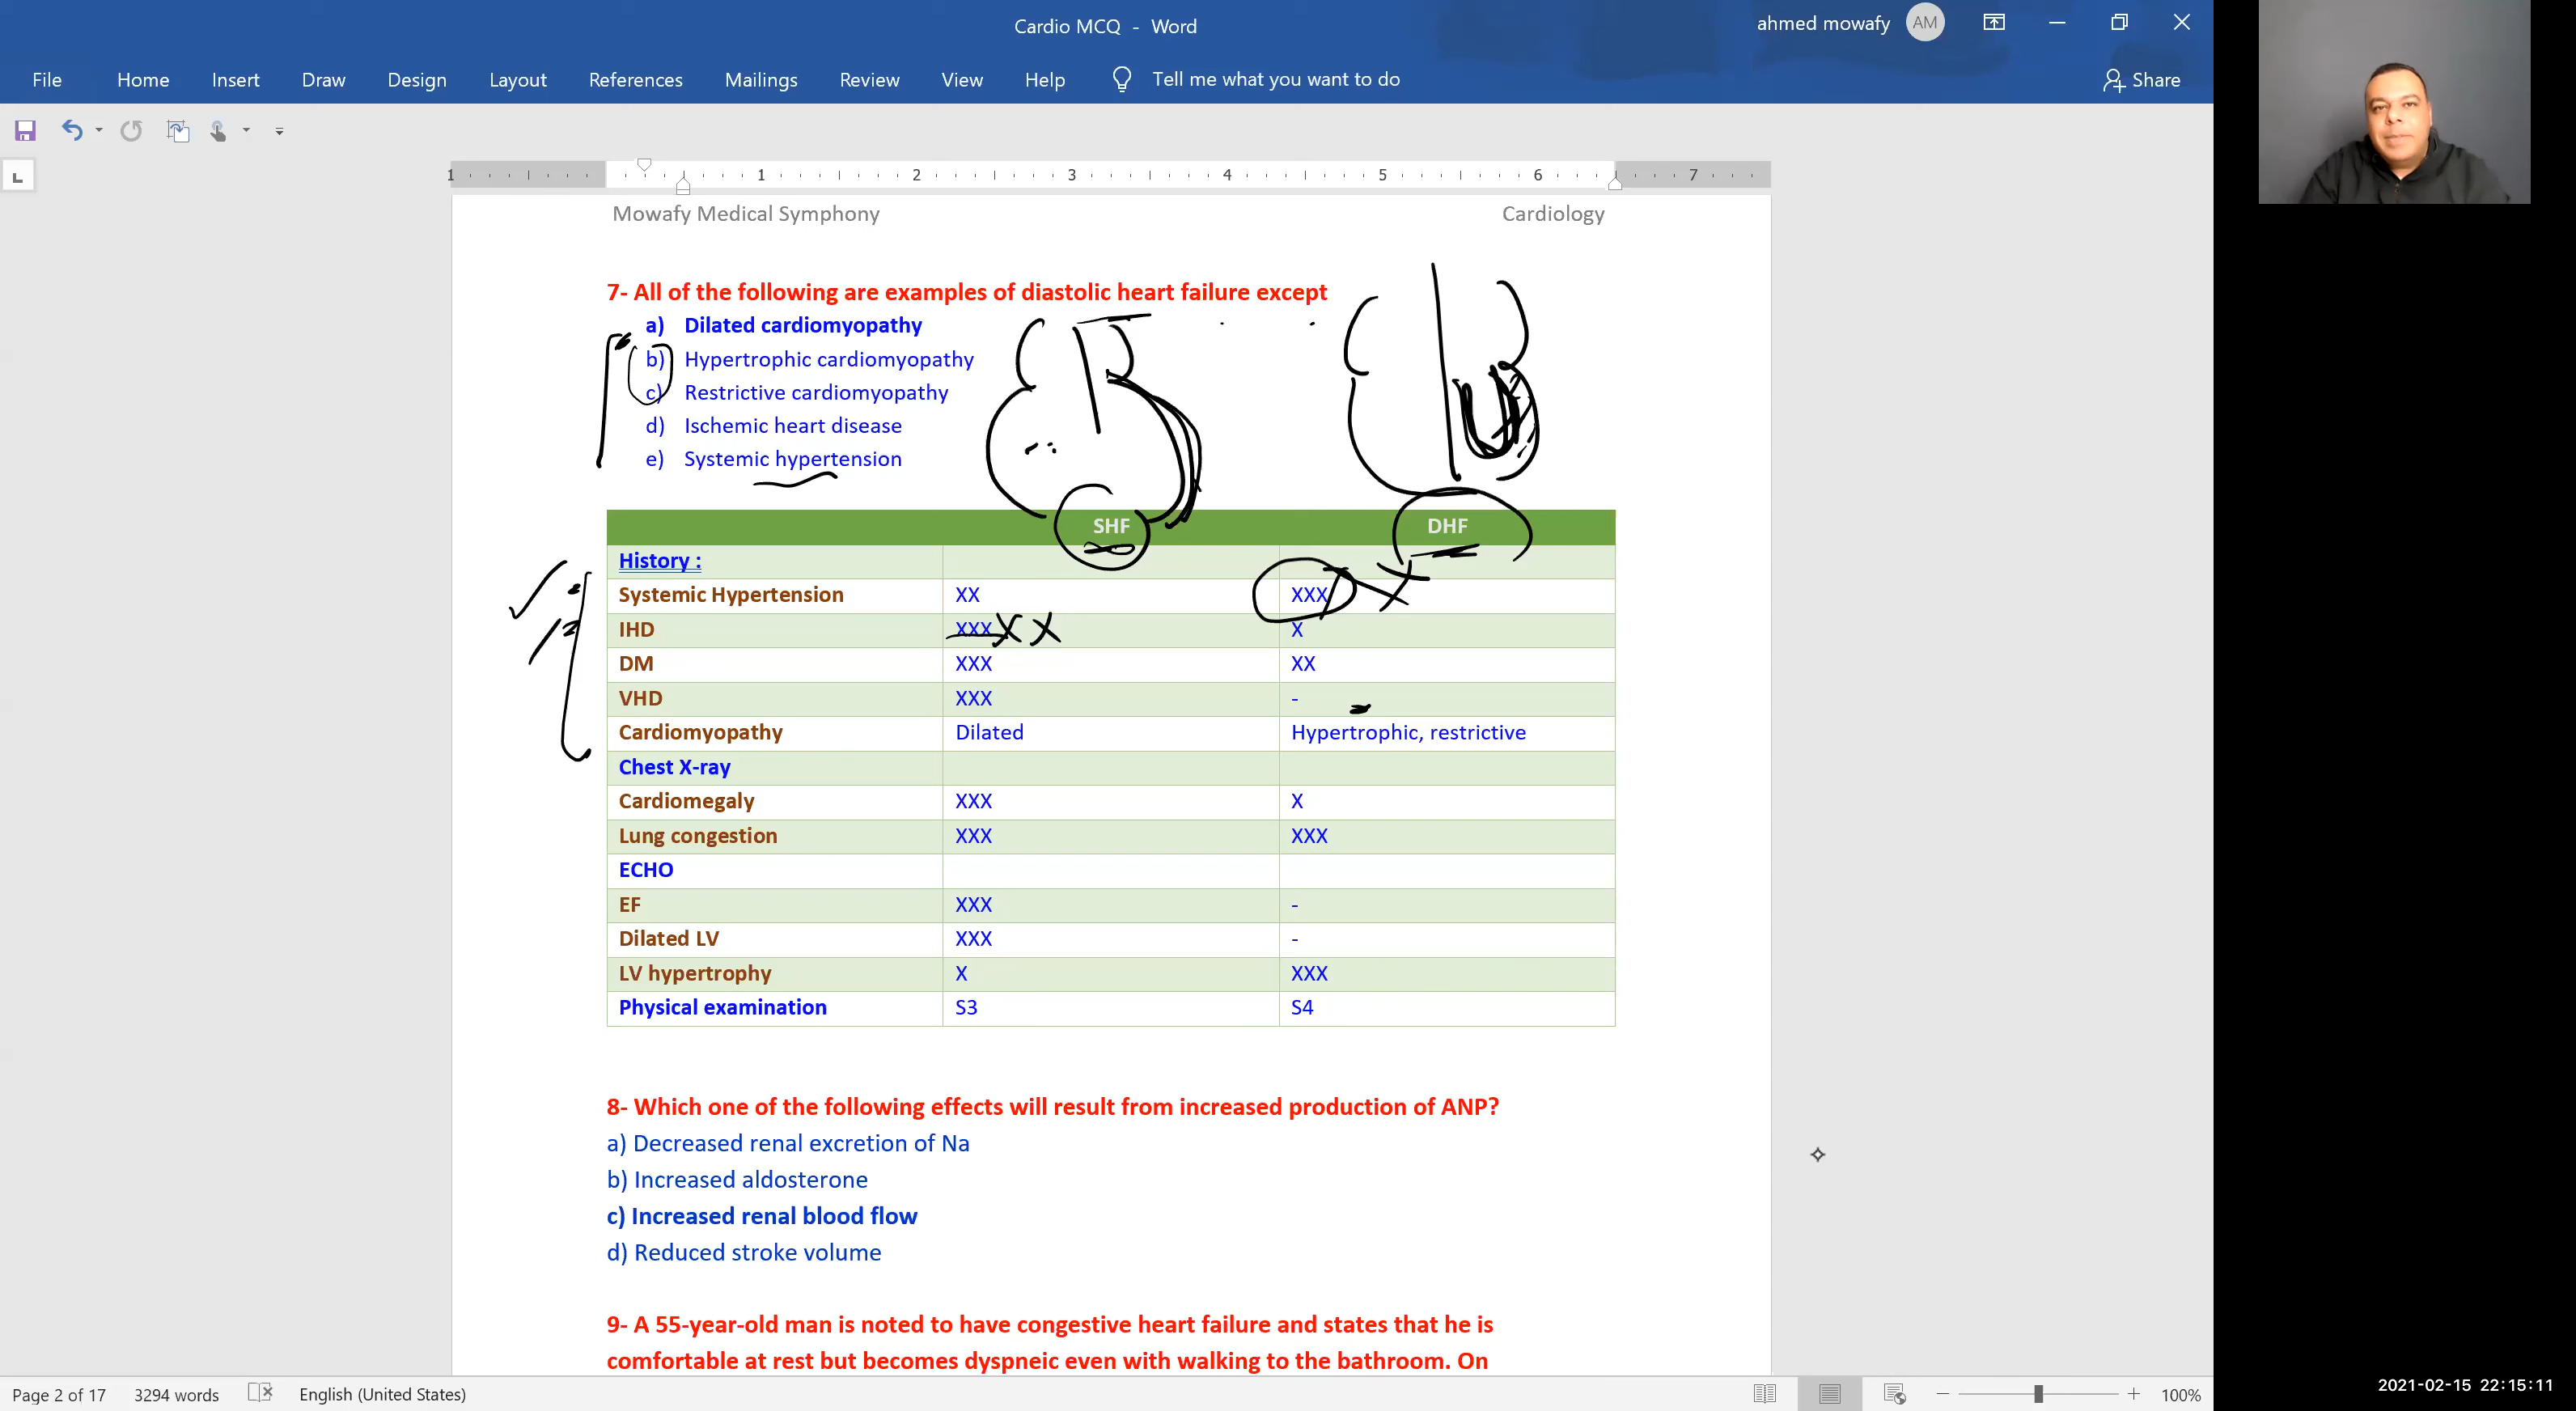 Cardio MCQ - Word
ahmed mowafy AM
File Home Insert Draw Design Layout References Mailings Review View Help Tell me what you want to do Share
1 1 2 3 4 5 6 7
Mowafy Medical Symphony Cardiology
7- All of the following are examples of diastolic heart failure except
a) Dilated cardiomyopathy
b) Hypertrophic cardiomyopathy
c) Restrictive cardiomyopathy
d) Ischemic heart disease
e) Systemic hypertension
SHF DHF
History :
Systemic Hypertension XX XXX X
IHD XXX X X X
DM XXX XX
VHD XXX -
Cardiomyopathy Dilated Hypertrophic, restrictive
Chest X-ray
Cardiomegaly XXX X
Lung congestion XXX XXX
ECHO
EF XXX -
Dilated LV XXX -
LV hypertrophy X XXX
Physical examination S3 S4
8- Which one of the following effects will result from increased production of ANP?
a) Decreased renal excretion of Na
b) Increased aldosterone
c) Increased renal blood flow
d) Reduced stroke volume
9- A 55-year-old man is noted to have congestive heart failure and states that he is
comfortable at rest but becomes dyspneic even with walking to the bathroom. On
Page 2 of 17 3294 words English (United States) 100%
2021-02-15 22:15:11